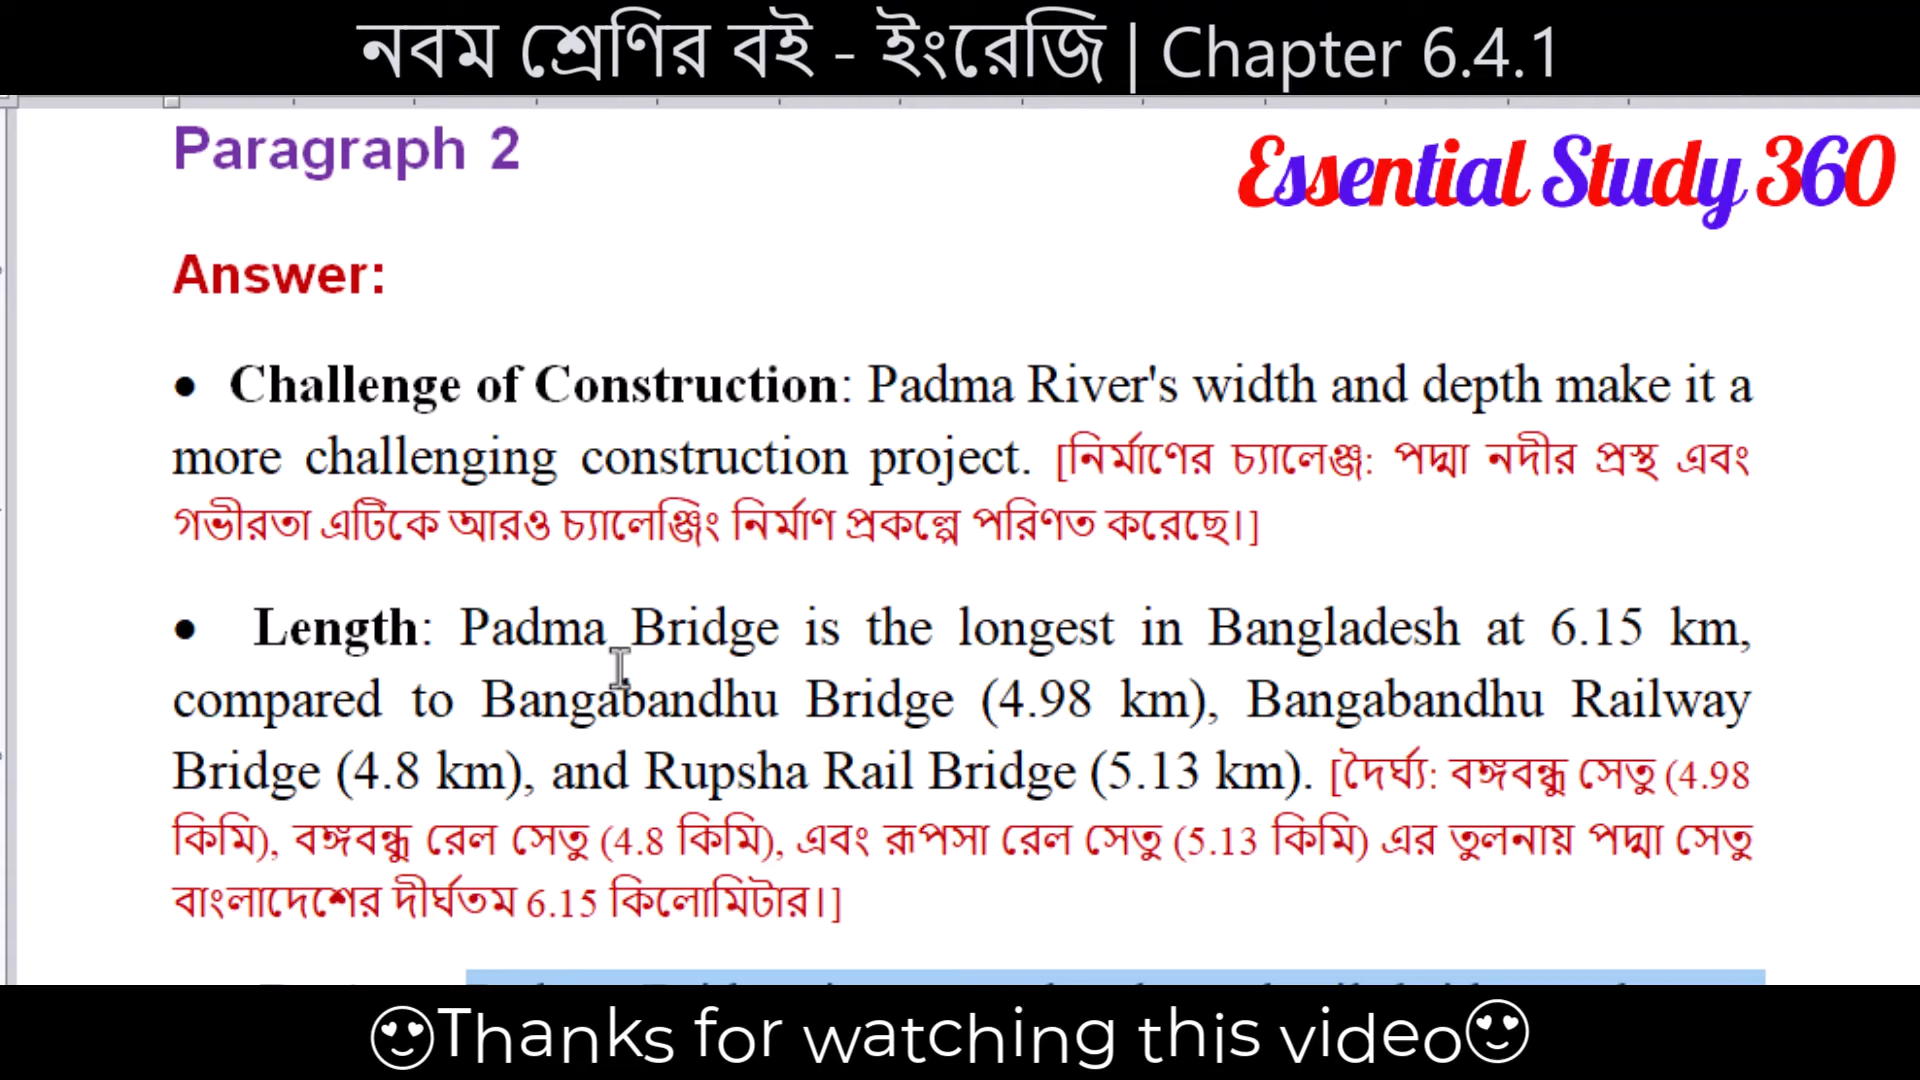 নবম শ্রেণির বই - ইংরেজি | Chapter 6.4.1
Paragraph 2
Essential Study 360
Answer:
• Challenge of Construction: Padma River's width and depth make it a
more challenging construction project. [নির্মাণের চ্যালেঞ্জ: পদ্মা নদীর প্রস্থ এবং
গভীরতা এটিকে আরও চ্যালেঞ্জিং নির্মাণ প্রকল্পে পরিণত করেছে।]
• Length: Padma Bridge is the longest in Bangladesh at 6.15 km,
compared to Bangabandhu Bridge (4.98 km), Bangabandhu Railway
Bridge (4.8 km), and Rupsha Rail Bridge (5.13 km). [দৈর্ঘ্য: বঙ্গবন্ধু সেতু (4.98
কিমি), বঙ্গবন্ধু রেল সেতু (4.8 কিমি), এবং রূপসা রেল সেতু (5.13 কিমি) এর তুলনায় পদ্মা সেতু
বাংলাদেশের দীর্ঘতম 6.15 কিলোমিটার।]
😍Thanks for watching this video😍